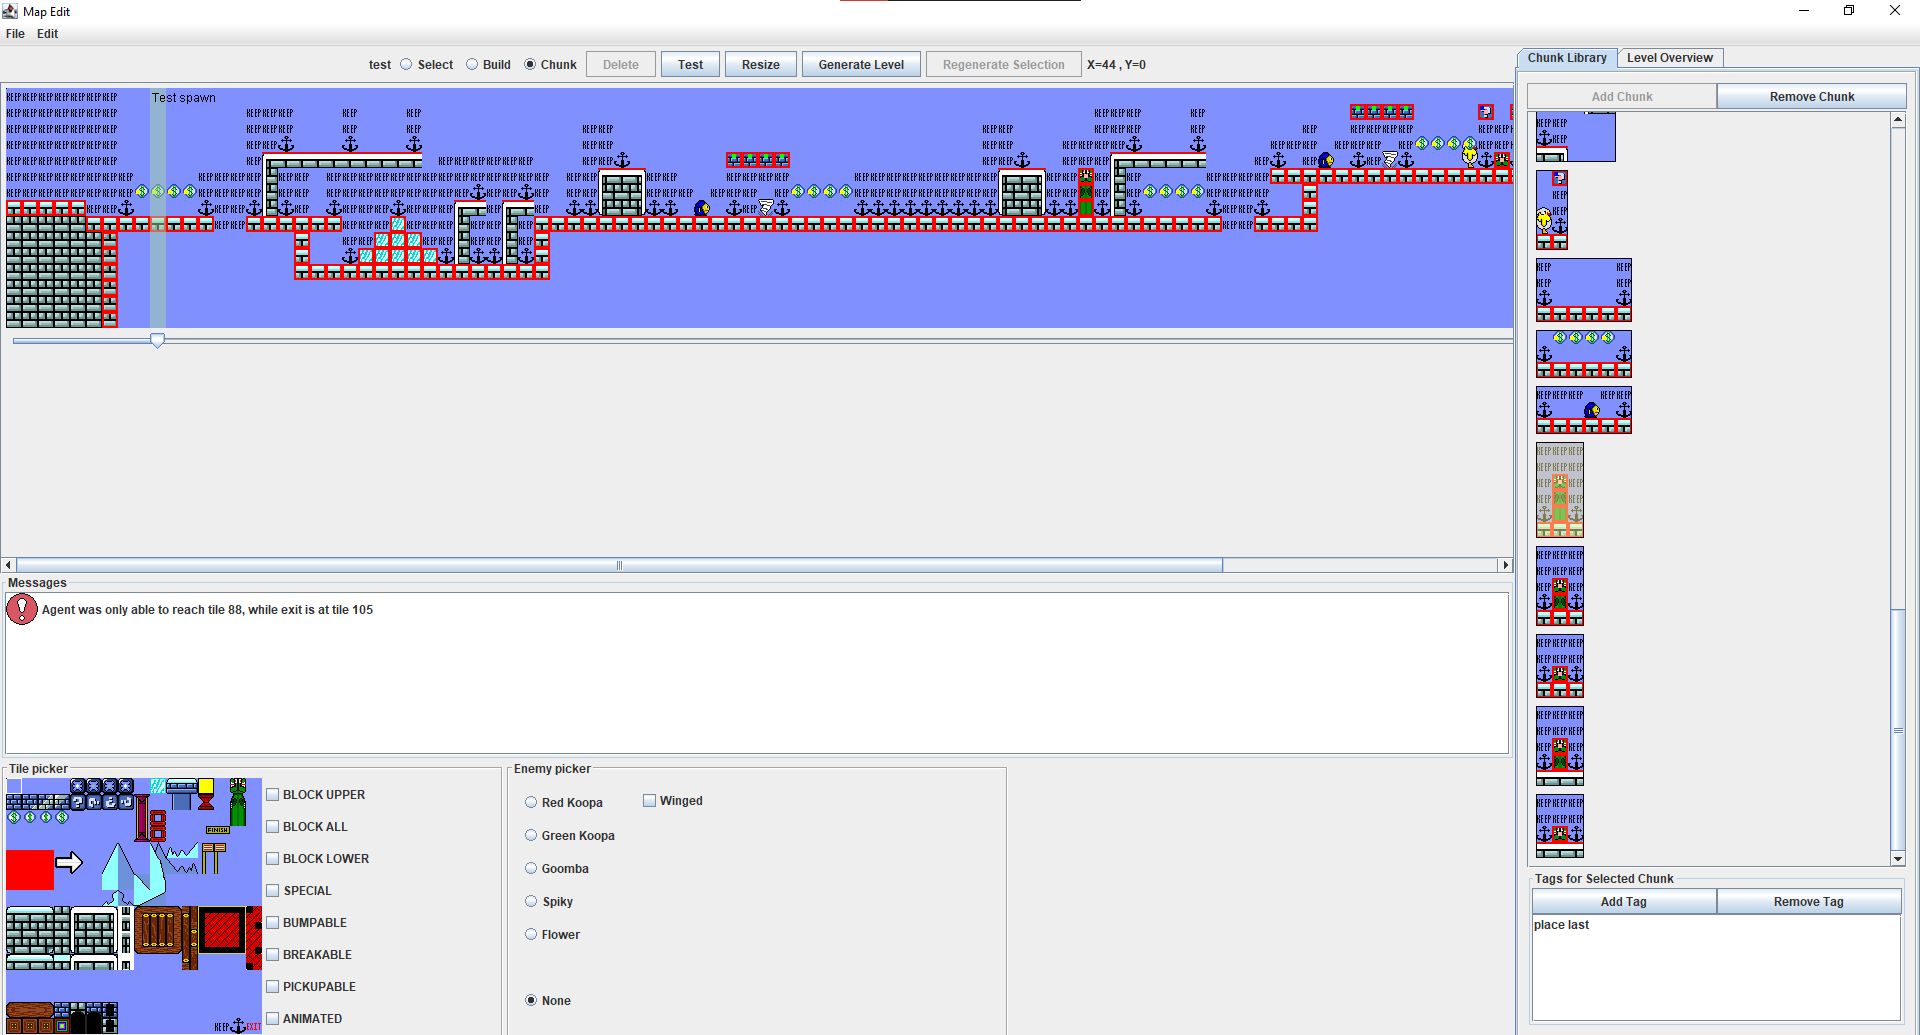 Map Edit
File Edit
test Select Build Chunk Delete Test Resize Generate Level Regenerate Selection X=44 , Y=0
Chunk Library Level Overview
Add Chunk Remove Chunk
Test spawn
Messages
Agent was only able to reach tile 88, while exit is at tile 105
Tile picker
BLOCK UPPER
BLOCK ALL
BLOCK LOWER
SPECIAL
BUMPABLE
BREAKABLE
PICKUPABLE
ANIMATED
FINISH
KEEP EXIT
Enemy picker
Red Koopa Winged
Green Koopa
Goomba
Spiky
Flower
None
Tags for Selected Chunk
Add Tag Remove Tag
place last